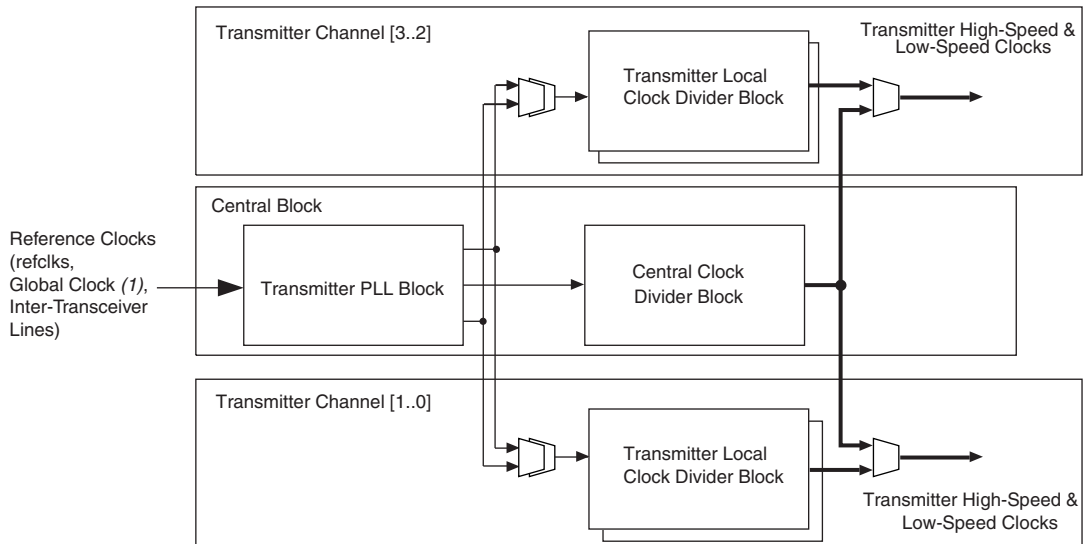 Transmitter Channel [3..2]
Transmitter High-Speed &
Low-Speed Clocks
Transmitter Local
Clock Divider Block
Central Block
Reference Clocks
(refclks,
Global Clock (1),
Inter-Transceiver
Lines)
Transmitter PLL Block
Central Clock
Divider Block
Transmitter Channel [1..0]
Transmitter Local
Clock Divider Block
Transmitter High-Speed &
Low-Speed Clocks